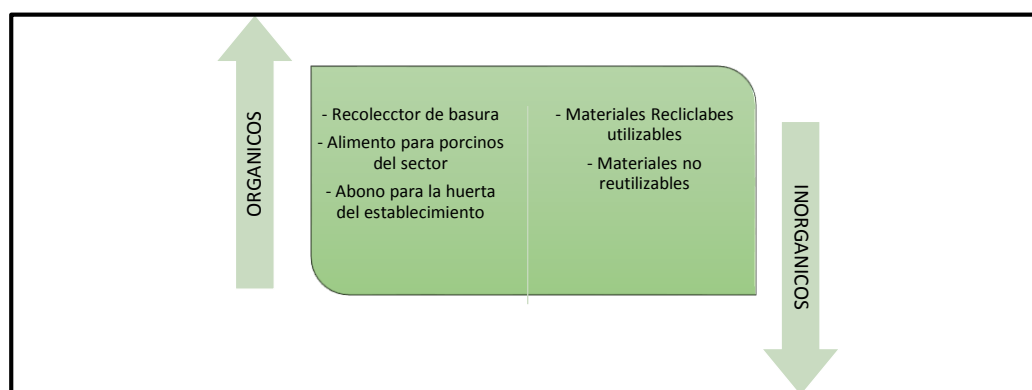 ORGANICOS
- Recolecctor de basura
- Alimento para porcinos
del sector
- Abono para la huerta
del establecimiento
- Materiales Recliclabes
utilizables
- Materiales no
reutilizables
INORGANICOS